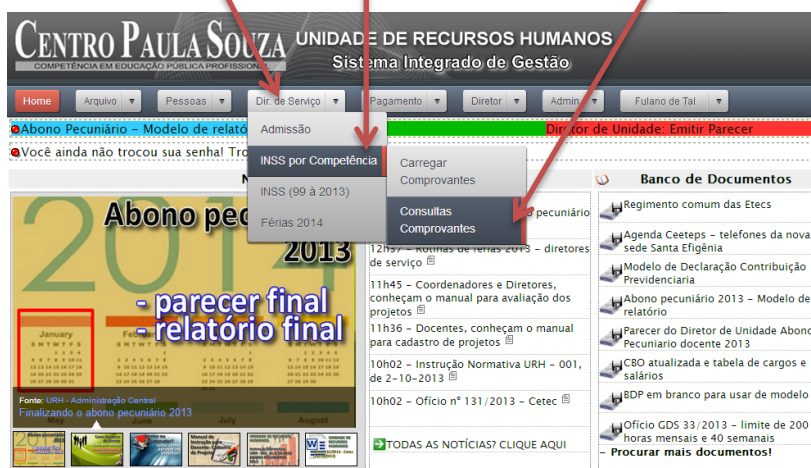 CENTRO PAULA SOUZA
COMPETÊNCIA EM EDUCAÇÃO PÚBLICA PROFISSIONAL
UNIDADE DE RECURSOS HUMANOS
Sistema Integrado de Gestão
Home Arquivo Pessoas Dir. de Serviço Pagamento Diretor Admin Fulano de Tal
Abono Pecuniário - Modelo de relató
Diretor de Unidade: Emitir Parecer
Você ainda não trocou sua senha! Tro
Admissão
INSS por Competência
INSS (99 à 2013)
Férias 2014
Carregar
Comprovantes
Consultas
Comprovantes
N
2014
Abono pec
2013
- parecer final
- relatório final
January
May
June
July
August
Fonte: URH - Administração Central
Finalizando o abono pecuniário 2013
pecuniário
12h37 - Rotinas de férias 2013 - diretores
de serviço
11h45 - Coordenadores e Diretores,
conheçam o manual para avaliação dos
projetos
11h36 - Docentes, conheçam o manual
para cadastro de projetos
10h02 - Instrução Normativa URH - 001,
de 2-10-2013
10h02 - Ofício nº 131/2013 - Cetec
TODAS AS NOTÍCIAS? CLIQUE AQUI
Banco de Documentos
Regimento comum das Etecs
Agenda Ceeteps - telefones da nova
sede Santa Efigênia
Modelo de Declaração Contribuição
Previdenciaria
Abono pecuniário 2013 - Modelo de
relatório
Parecer do Diretor de Unidade Abono
Pecuniario docente 2013
CBO atualizada e tabela de cargos e
salários
BDP em branco para usar de modelo
Ofício GDS 33/2013 - limite de 200
horas mensais e 40 semanais
- Procurar mais documentos!